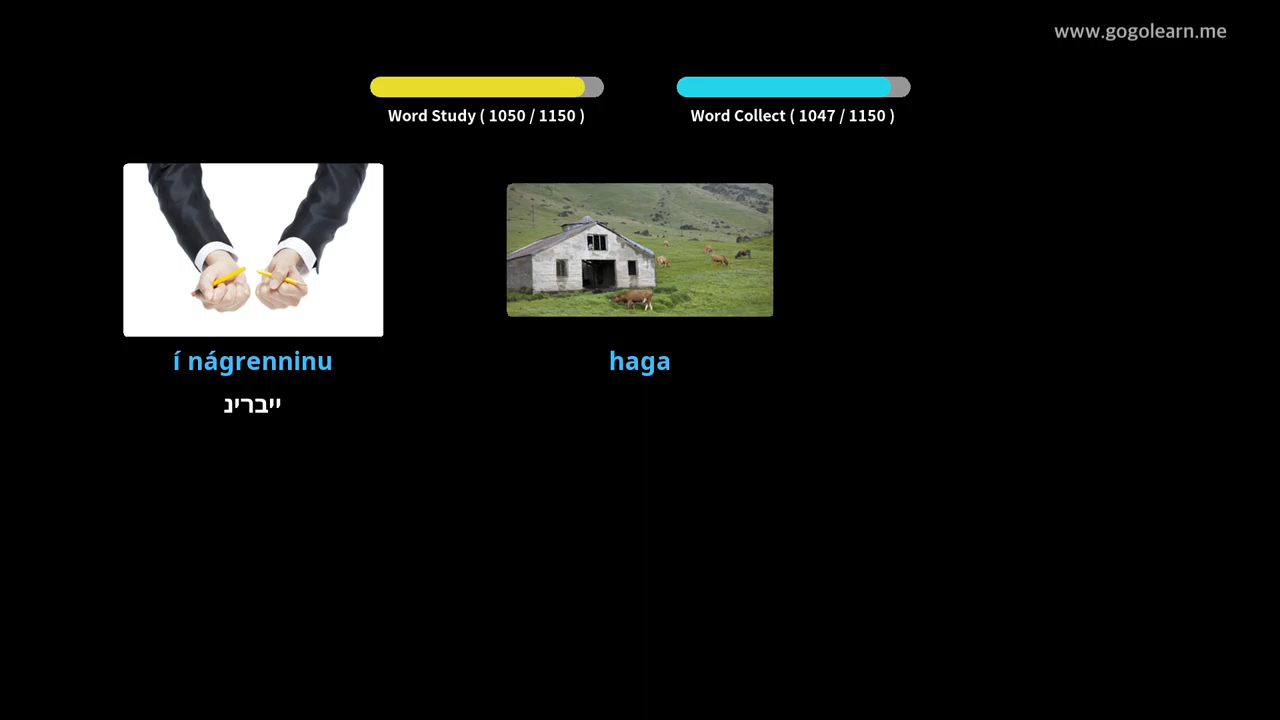 www.gogolearn.me
Word Study ( 1050 / 1150 )
Word Collect ( 1047 / 1150 )
í nágrenninu
haga
ייברינ